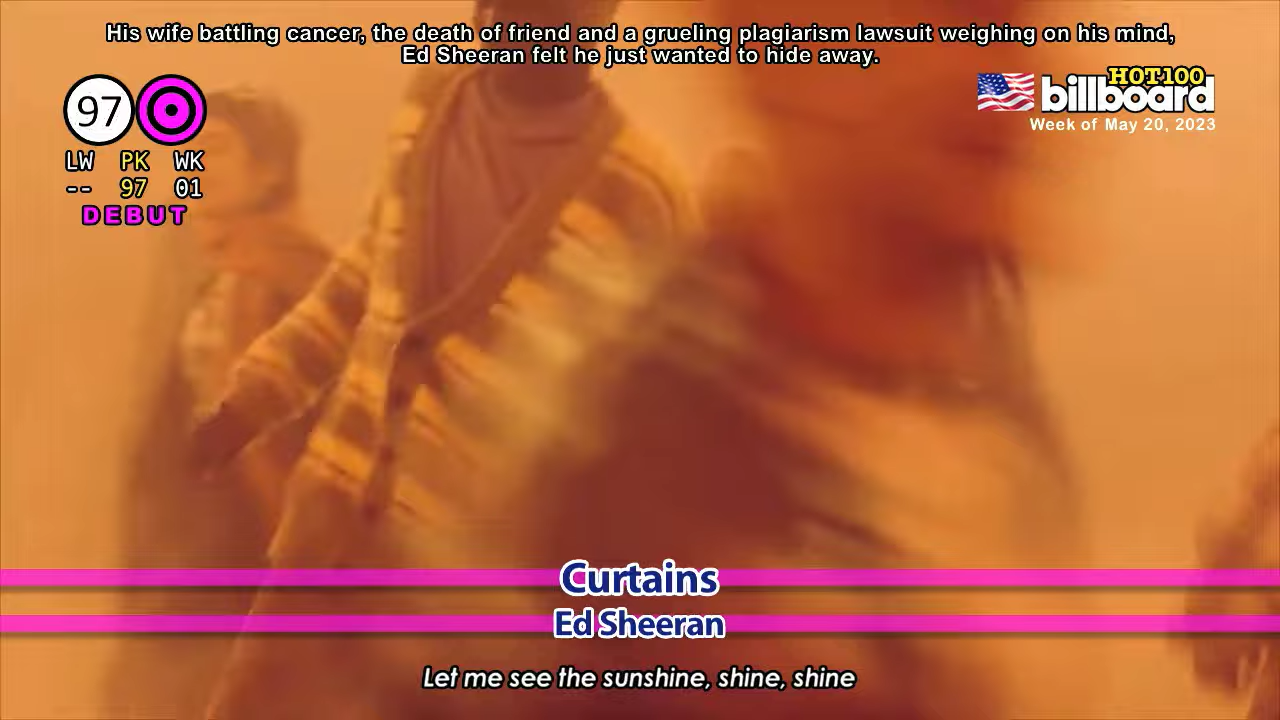 His wife battling cancer, the death of friend and a grueling plagiarism lawsuit weighing on his mind,
Ed Sheeran felt he just wanted to hide away.
97
HOT100
billboard
Week of May 20, 2023
LW PK WK
-- 97 01
DEBUT
Curtains
Ed Sheeran
Let me see the sunshine, shine, shine